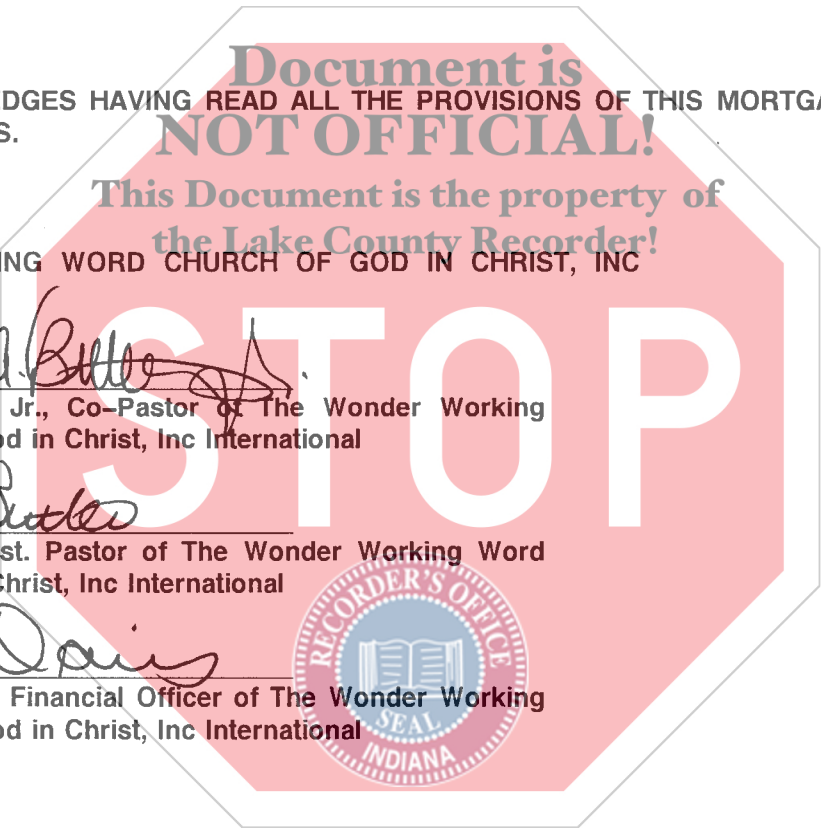 Document is
EDGES HAVING READ ALL THE PROVISIONS OF THIS MORTGA
S.
NOT OFFICIAL!
This Document is the property of
the Lake County Recorder!
ING WORD CHURCH OF GOD IN CHRIST, INC
STOP
Jr., Co-Pastor of The Wonder Working
od in Christ, Inc International
st. Pastor of The Wonder Working Word
Christ, Inc International
RECORDER'S OFFICE
Financial Officer of The Wonder Working
od in Christ, Inc International
SEAL
INDIANA